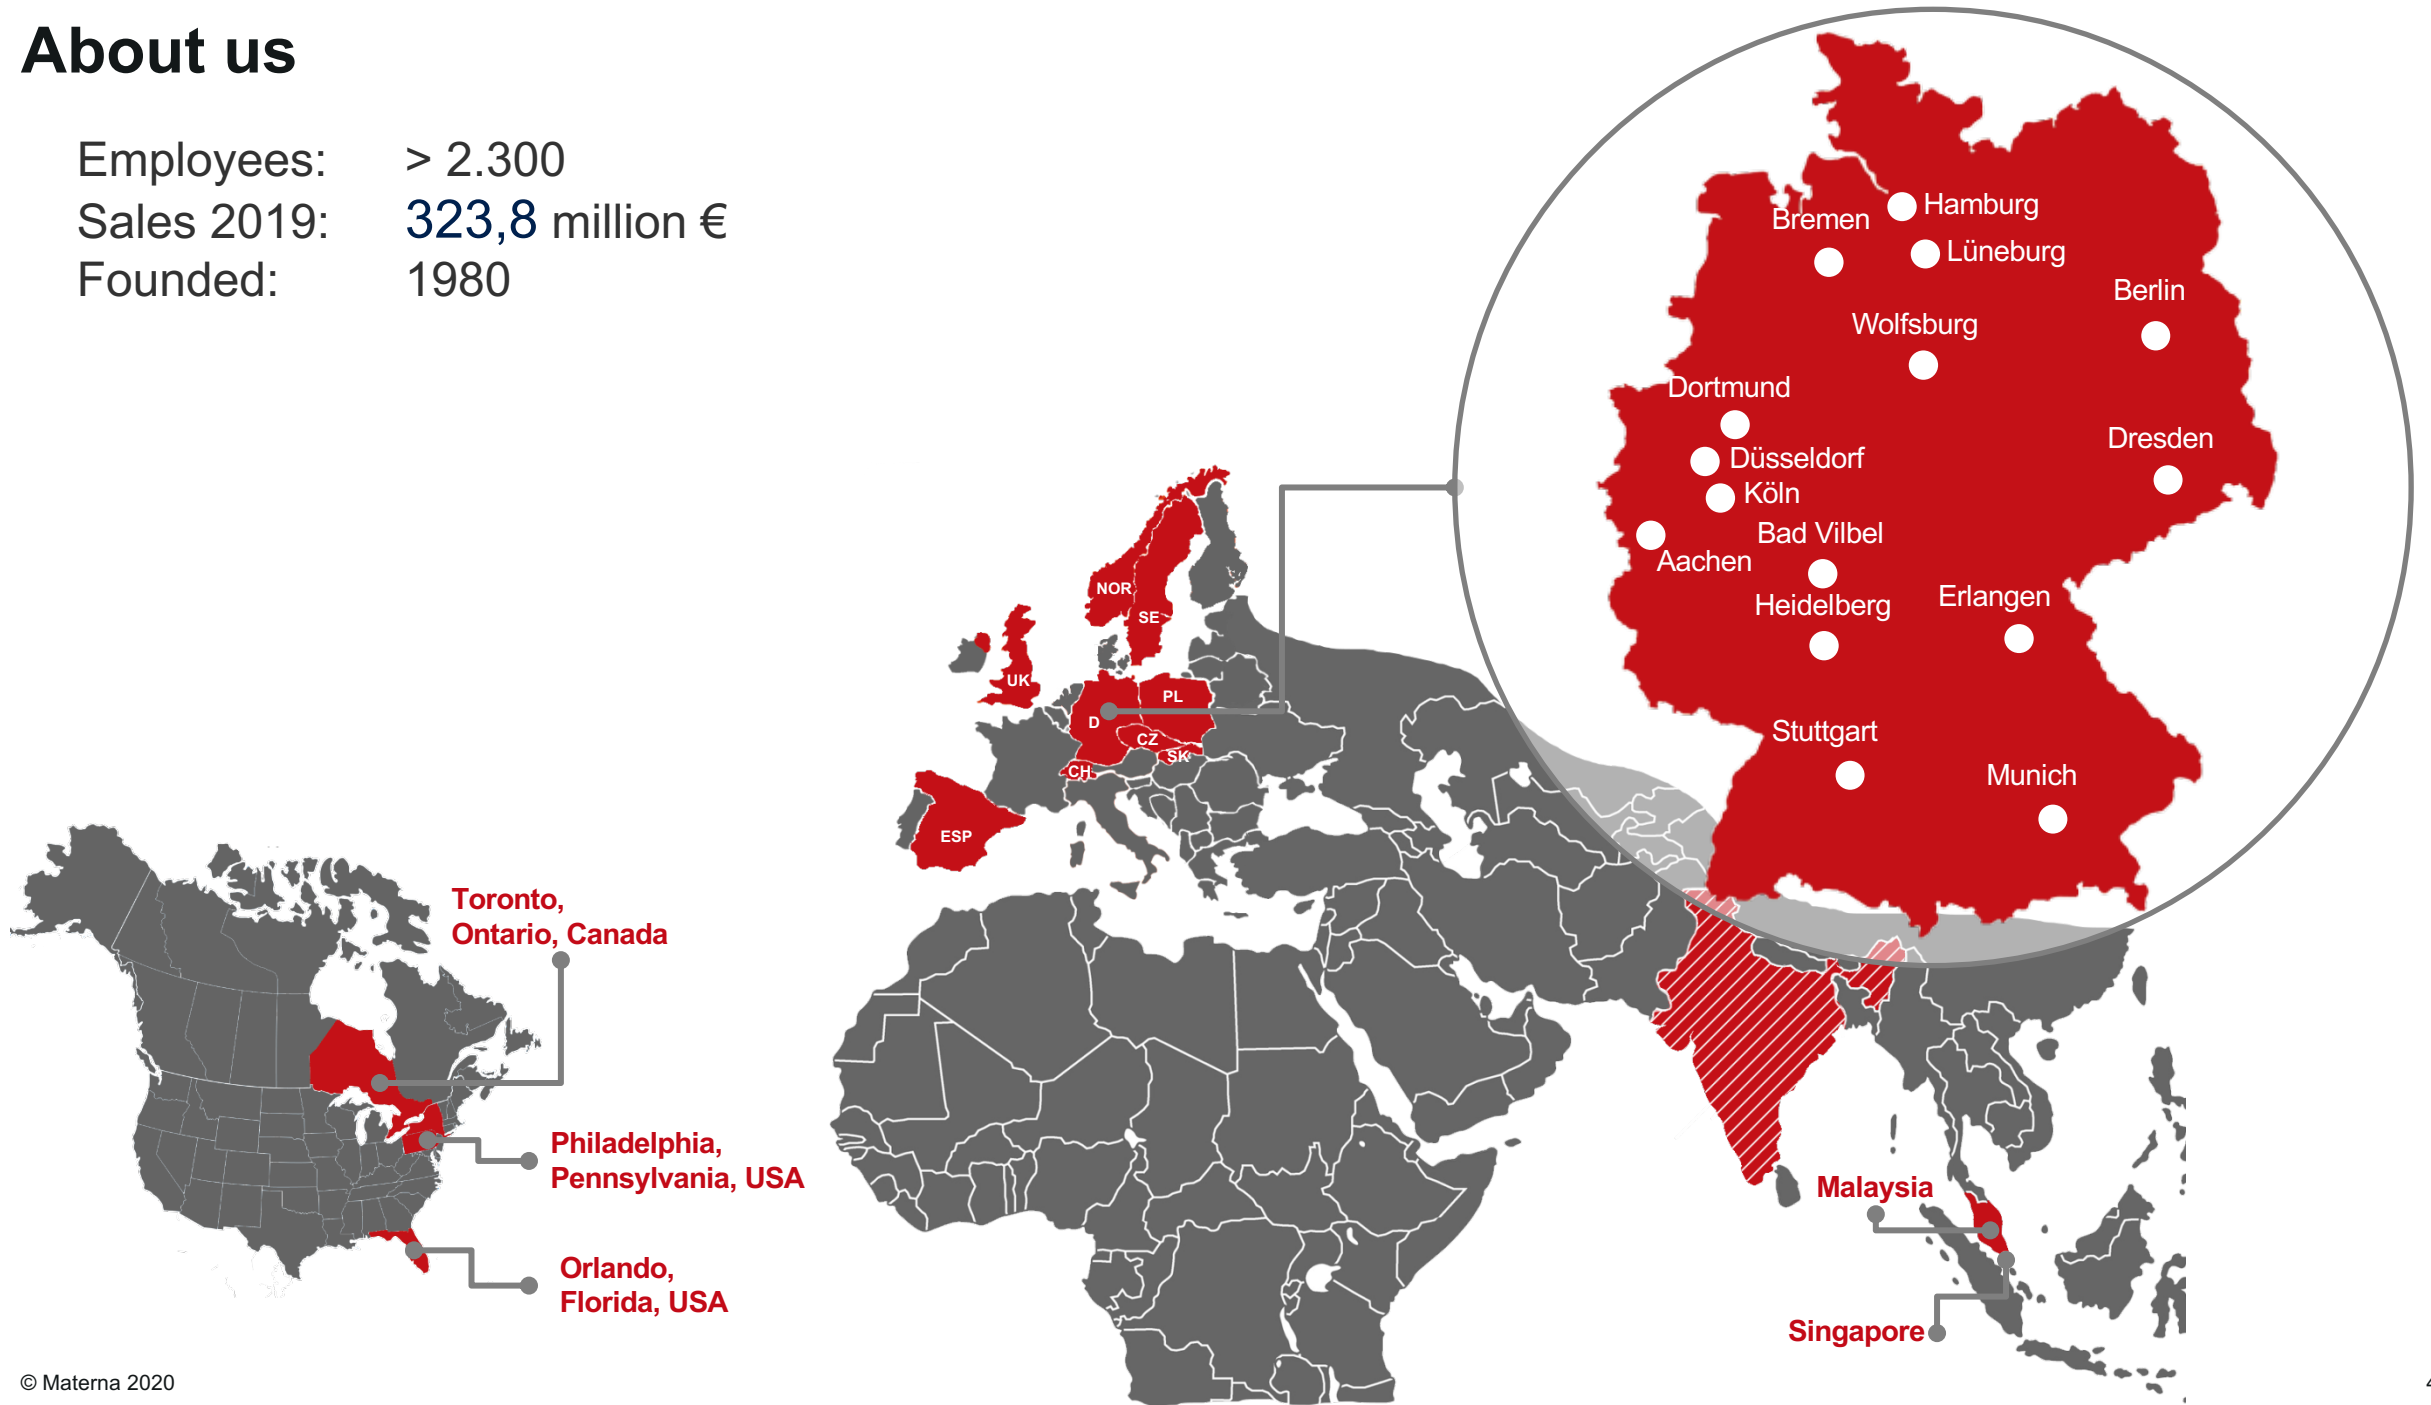 About us
Employees: > 2.300
Sales 2019: 323,8 million €
Founded: 1980
Hamburg
Bremen
Lüneburg
Berlin
Wolfsburg
Dortmund
Dresden
Düsseldorf
Köln
Bad Vilbel
Aachen
Erlangen
Heidelberg
Stuttgart
Munich
NOR
SE
UK
PL
D
CZ
SK
CH
ESP
Toronto,
Ontario, Canada
Philadelphia,
Pennsylvania, USA
Orlando,
Florida, USA
Malaysia
Singapore
© Materna 2020